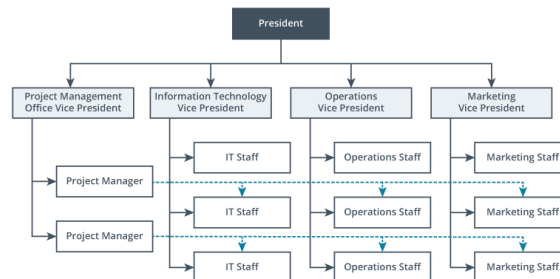 President
Project Management
Office Vice President
Information Technology
Vice President
Operations
Vice President
Marketing
Vice President
IT Staff
Operations Staff
Marketing Staff
Project Manager
IT Staff
Operations Staff
Marketing Staff
Project Manager
IT Staff
Operations Staff
Marketing Staff